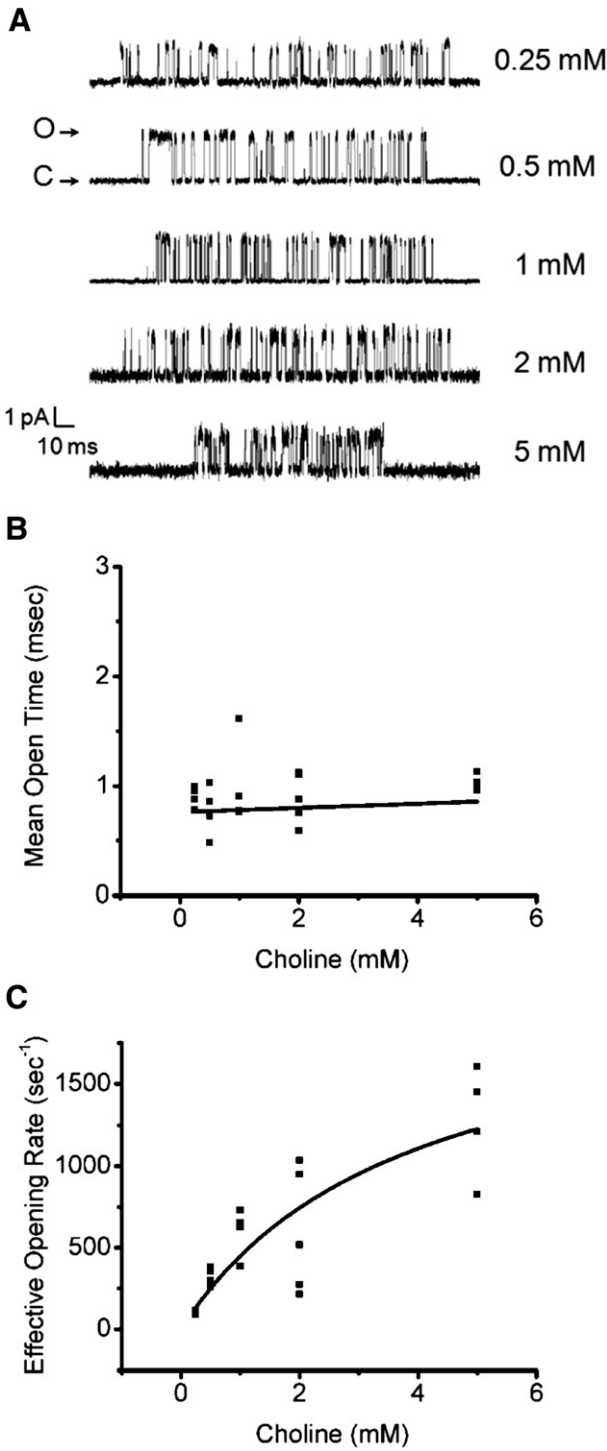 A
0.25 mM
O→
0.5 mM
C→
1 mM
2 mM
1 pA
10 ms
5 mM
B
3
2
1
0
Mean Open Time (msec)
0 2 4 6
Choline (mM)
C
1500
1000
500
0
Effective Opening Rate (sec⁻¹)
0 2 4 6
Choline (mM)